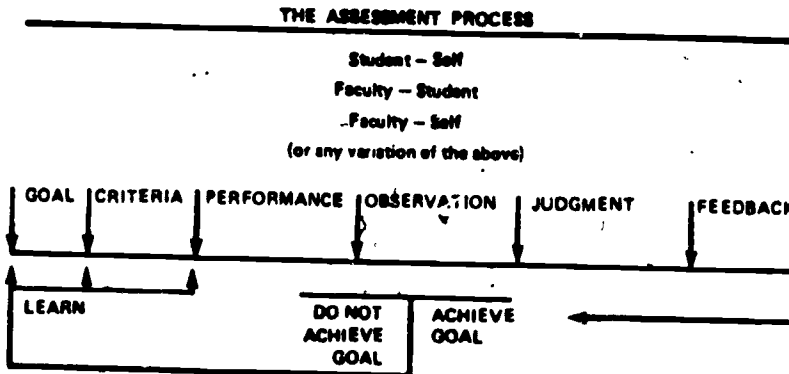 THE ASSESSMENT PROCESS
Student – Self
Faculty – Student
Faculty – Self
(or any variation of the above)
GOAL CRITERIA PERFORMANCE OBSERVATION JUDGMENT FEEDBACK
LEARN
DO NOT ACHIEVE
ACHIEVE GOAL
GOAL